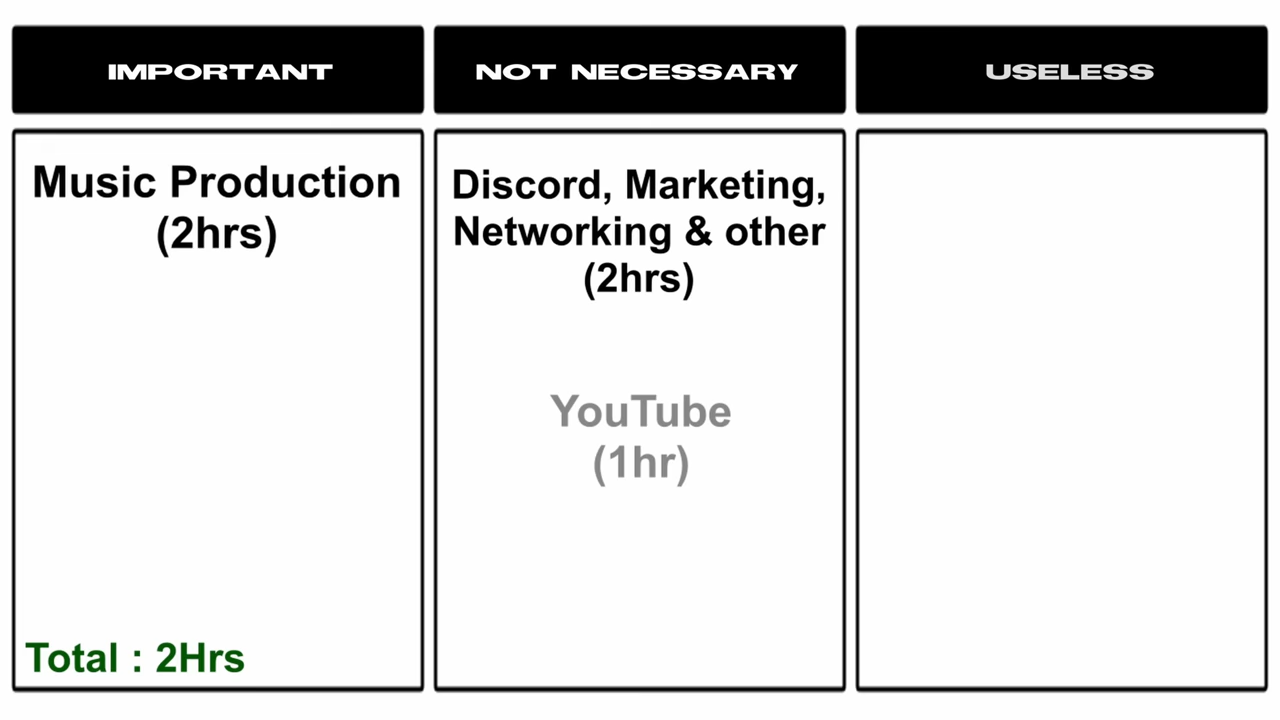 IMPORTANT
NOT NECESSARY
USELESS
Music Production
(2hrs)
Total : 2Hrs
Discord, Marketing,
Networking & other
(2hrs)
YouTube
(1hr)